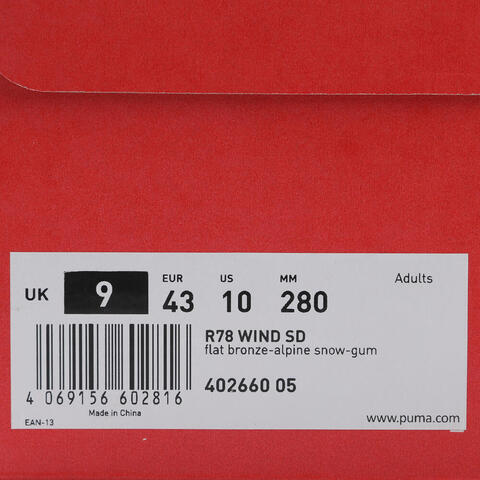 UK 9 EUR 43 US 10 MM 280 Adults
R78 WIND SD
flat bronze-alpine snow-gum
402660 05
4 069156 602816
Made in China
EAN-13
www.puma.com